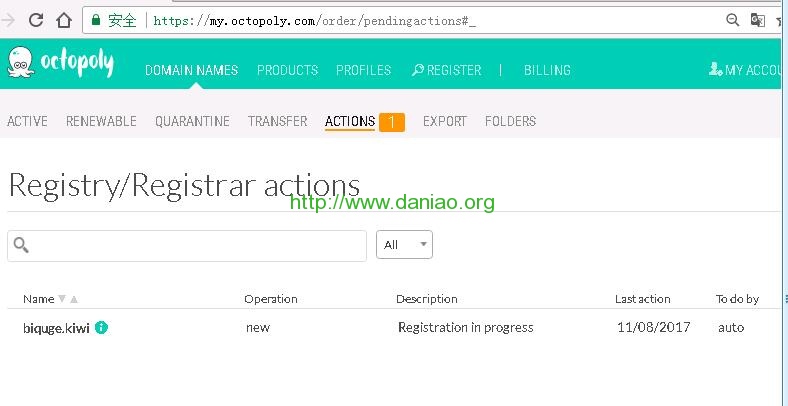 安全 https://my.octopoly.com/order/pendingactions#_
octopoly DOMAIN NAMES PRODUCTS PROFILES REGISTER | BILLING MY ACCOU
ACTIVE RENEWABLE QUARANTINE TRANSFER ACTIONS 1 EXPORT FOLDERS
Registry/Registrar actions
http://www.daniao.org
All
Name Operation Description Last action To do by
biquge.kiwi new Registration in progress 11/08/2017 auto